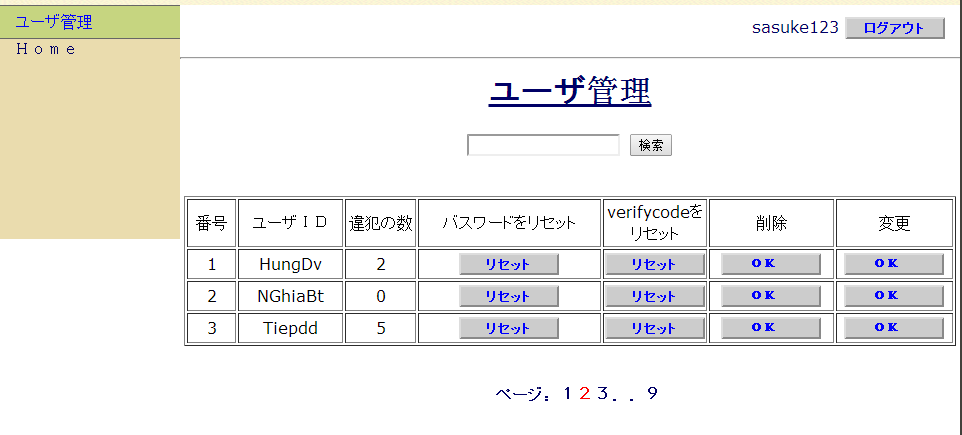 ユーザ管理
Ｈｏｍｅ
sasuke123 ログアウト
ユーザ管理
検索
番号 ユーザＩＤ 違犯の数 パスワードをリセット verifycodeを
リセット 削除 変更
1 HungDv 2 リセット リセット ＯＫ ＯＫ
2 NGhiaBt 0 リセット リセット ＯＫ ＯＫ
3 Tiepdd 5 リセット リセット ＯＫ ＯＫ
ページ：１２３．．９